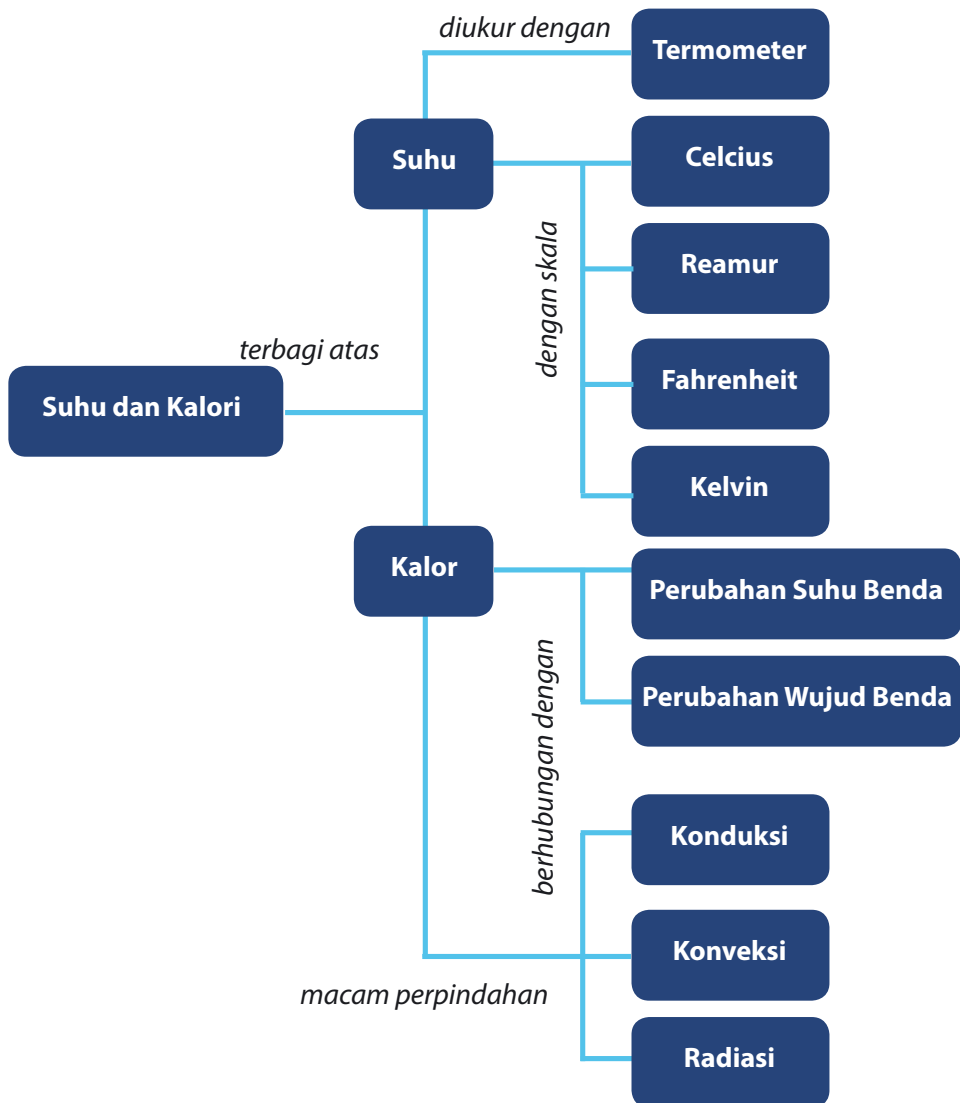 diukur dengan
Termometer
Suhu
Celcius
dengan skala
Reamur
Fahrenheit
Kelvin
terbagi atas
Suhu dan Kalori
Kalor
Perubahan Suhu Benda
berhubungan dengan
Perubahan Wujud Benda
Konduksi
macam perpindahan
Konveksi
Radiasi